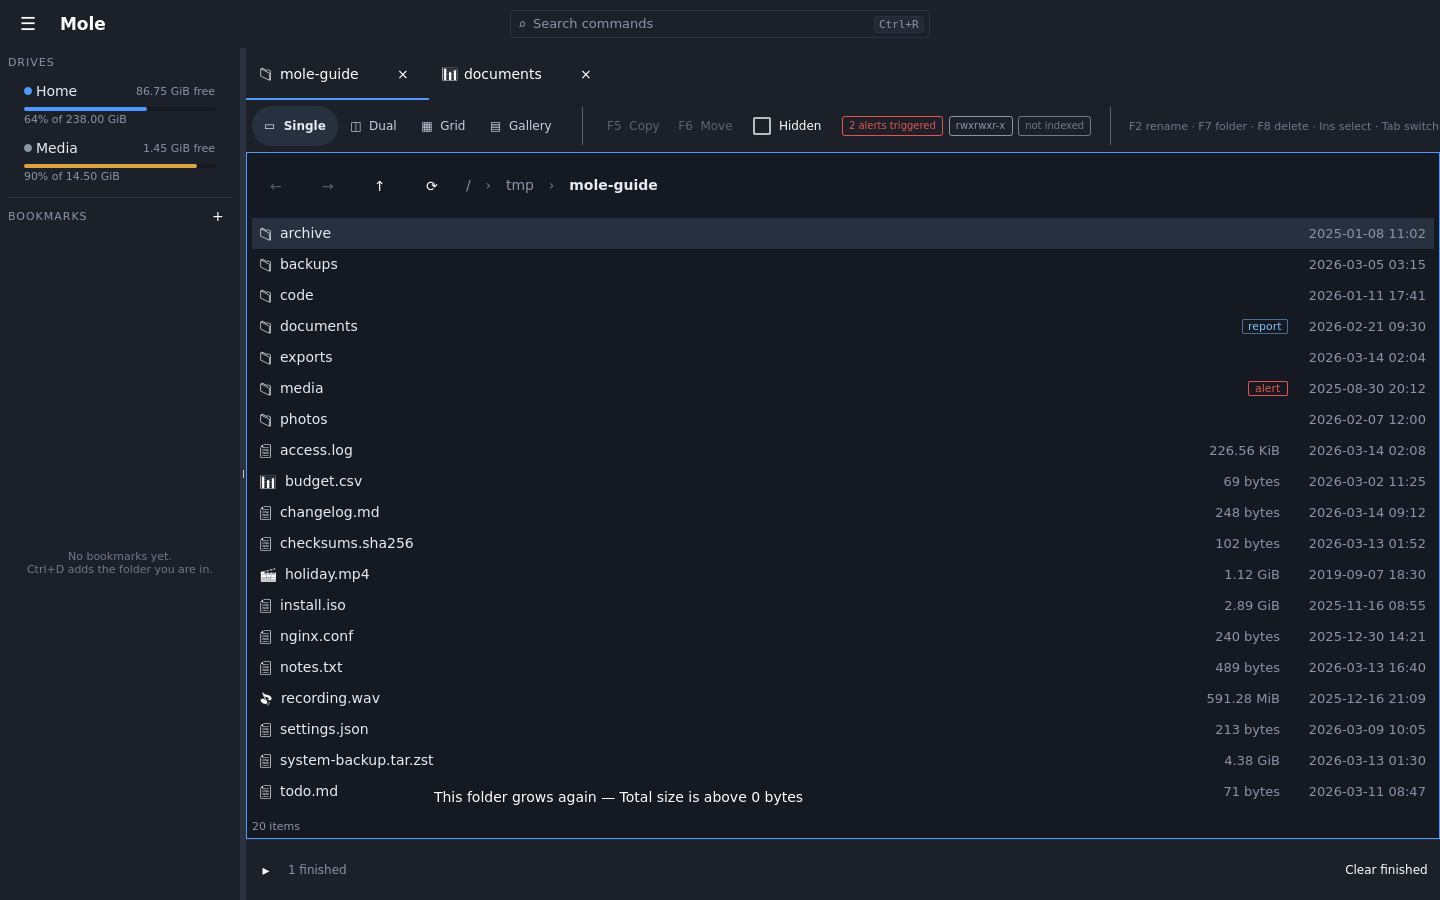 ☰ Mole
⌕ Search commands Ctrl+R
DRIVES
Home 86.75 GiB free
64% of 238.00 GiB
Media 1.45 GiB free
90% of 14.50 GiB
BOOKMARKS +
No bookmarks yet.
Ctrl+D adds the folder you are in.
mole-guide × documents ×
Single Dual Grid Gallery F5 Copy F6 Move Hidden 2 alerts triggered rwxrwxr-x not indexed F2 rename · F7 folder · F8 delete · Ins select · Tab switch
← → ↑ ⟳ / › tmp › mole-guide
archive 2025-01-08 11:02
backups 2026-03-05 03:15
code 2026-01-11 17:41
documents report 2026-02-21 09:30
exports 2026-03-14 02:04
media alert 2025-08-30 20:12
photos 2026-02-07 12:00
access.log 226.56 KiB 2026-03-14 02:08
budget.csv 69 bytes 2026-03-02 11:25
changelog.md 248 bytes 2026-03-14 09:12
checksums.sha256 102 bytes 2026-03-13 01:52
holiday.mp4 1.12 GiB 2019-09-07 18:30
install.iso 2.89 GiB 2025-11-16 08:55
nginx.conf 240 bytes 2025-12-30 14:21
notes.txt 489 bytes 2026-03-13 16:40
recording.wav 591.28 MiB 2025-12-16 21:09
settings.json 213 bytes 2026-03-09 10:05
system-backup.tar.zst 4.38 GiB 2026-03-13 01:30
todo.md 71 bytes 2026-03-11 08:47
This folder grows again — Total size is above 0 bytes
20 items
▸ 1 finished Clear finished